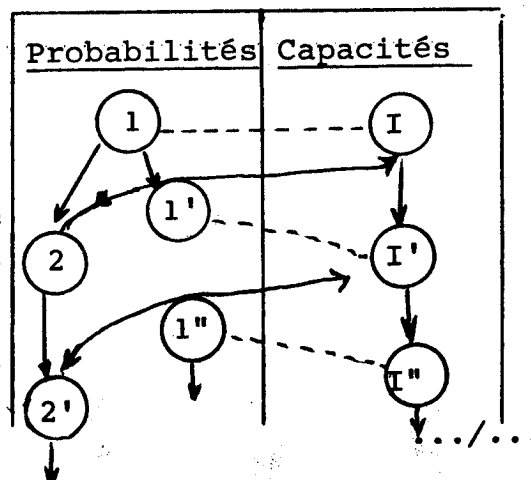 Probabilités Capacités
1 I
1'
2 I'
1"
I"
2'
.../..